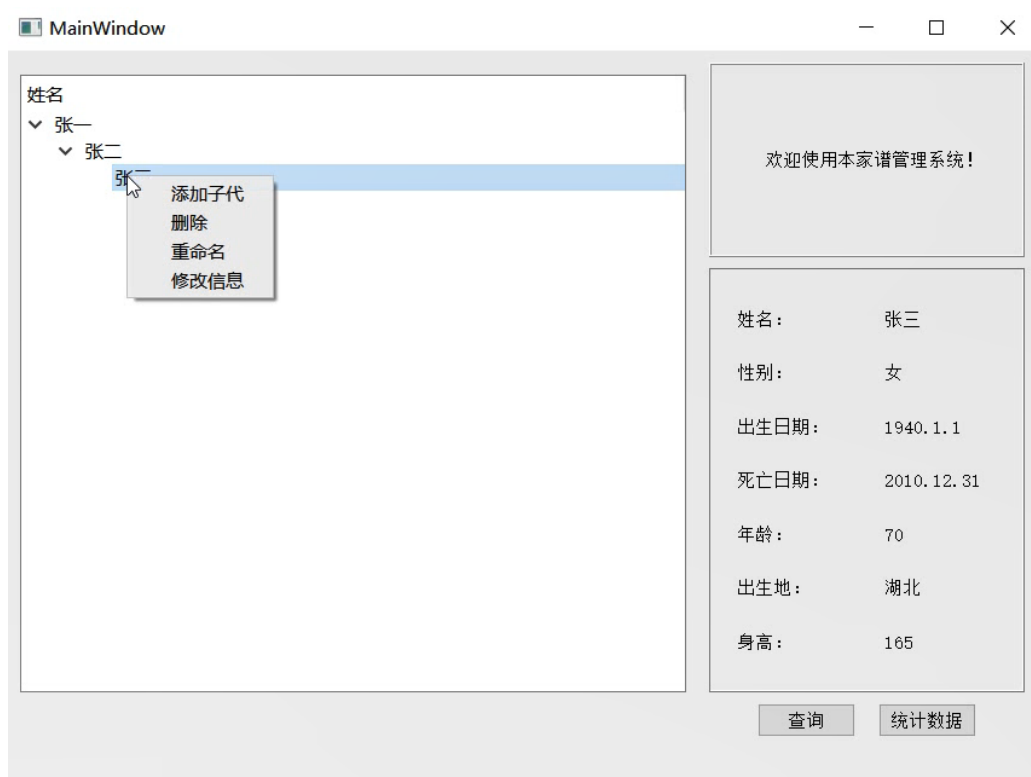 MainWindow
姓名
张一
张二
张三
添加子代
删除
重命名
修改信息
欢迎使用本家谱管理系统!
姓名: 张三
性别: 女
出生日期: 1940.1.1
死亡日期: 2010.12.31
年龄: 70
出生地: 湖北
身高: 165
查询 统计数据